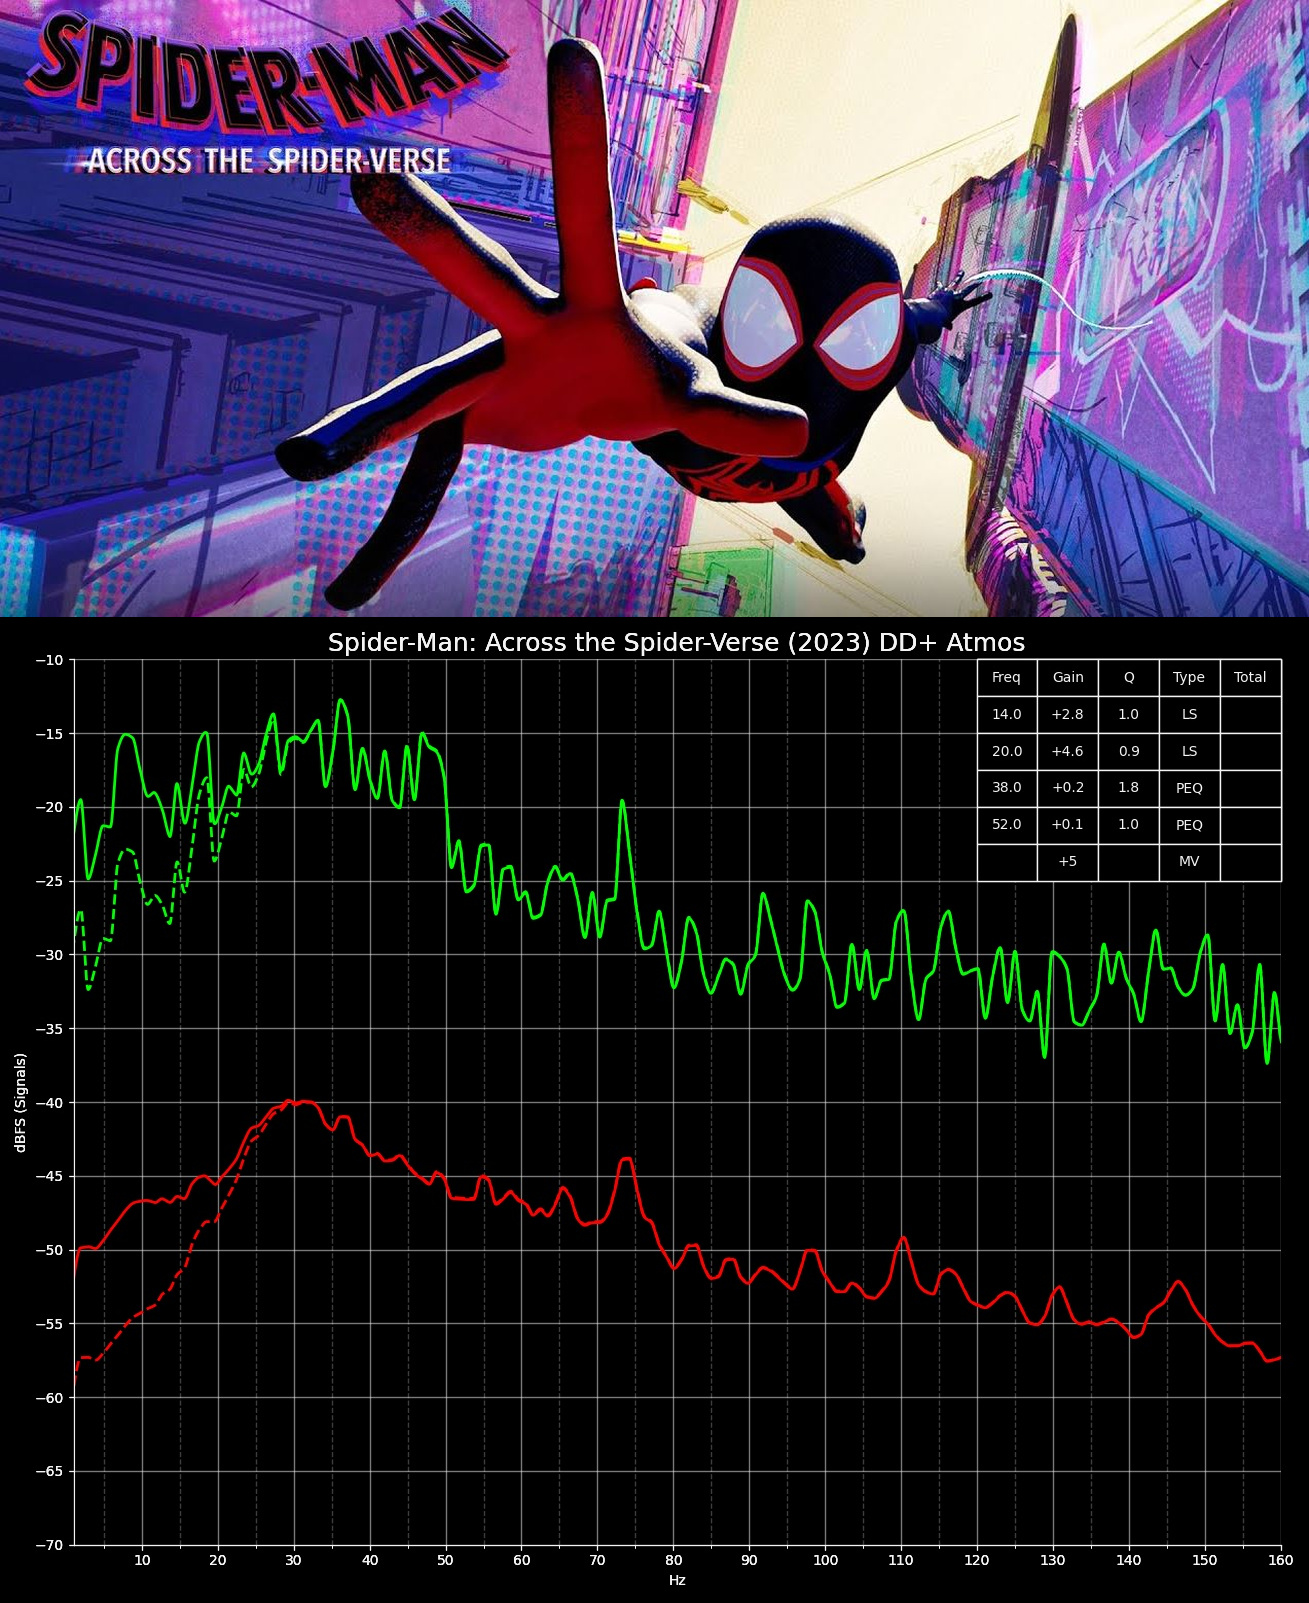 SPIDER-MAN
ACROSS THE SPIDER-VERSE
Spider-Man: Across the Spider-Verse (2023) DD+ Atmos
Freq Gain Q Type Total
14.0 +2.8 1.0 LS
20.0 +4.6 0.9 LS
38.0 +0.2 1.8 PEQ
52.0 +0.1 1.0 PEQ
+5 MV
−10
−15
−20
−25
−30
−35
−40
−45
−50
−55
−60
−65
−70
dBFS (Signals)
10 20 30 40 50 60 70 80 90 100 110 120 130 140 150 160
Hz